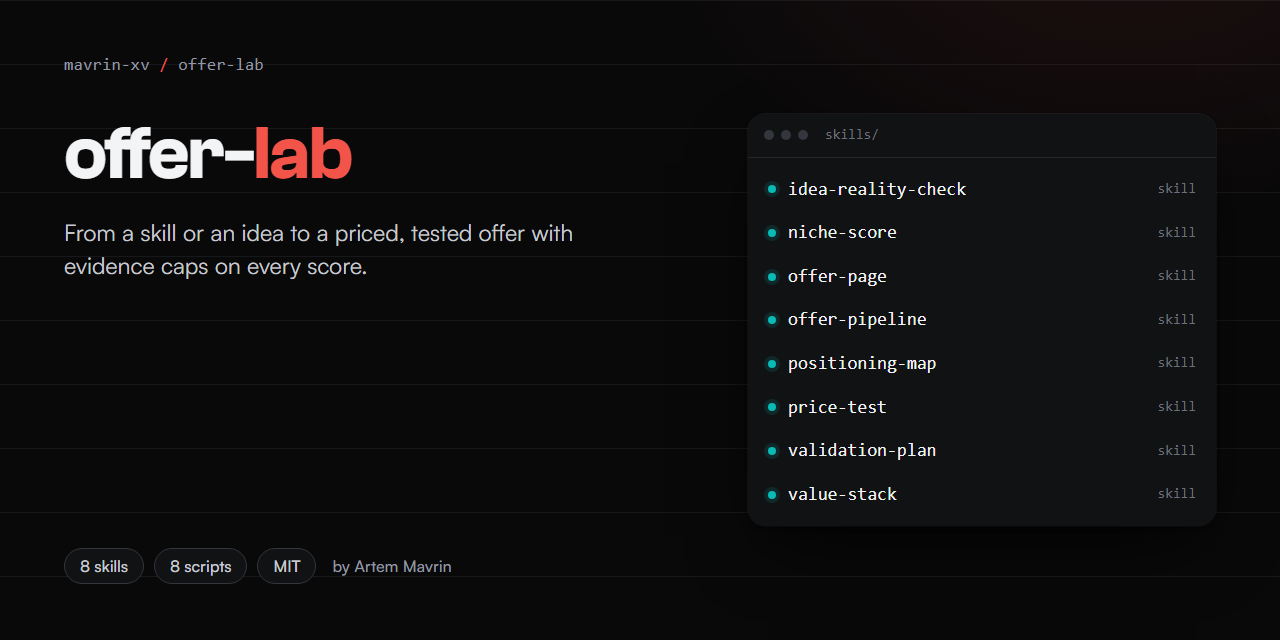 mavrin-xv / offer-lab
offer-lab
From a skill or an idea to a priced, tested offer with
evidence caps on every score.
skills/
idea-reality-check skill
niche-score skill
offer-page skill
offer-pipeline skill
positioning-map skill
price-test skill
validation-plan skill
value-stack skill
8 skills 8 scripts MIT by Artem Mavrin